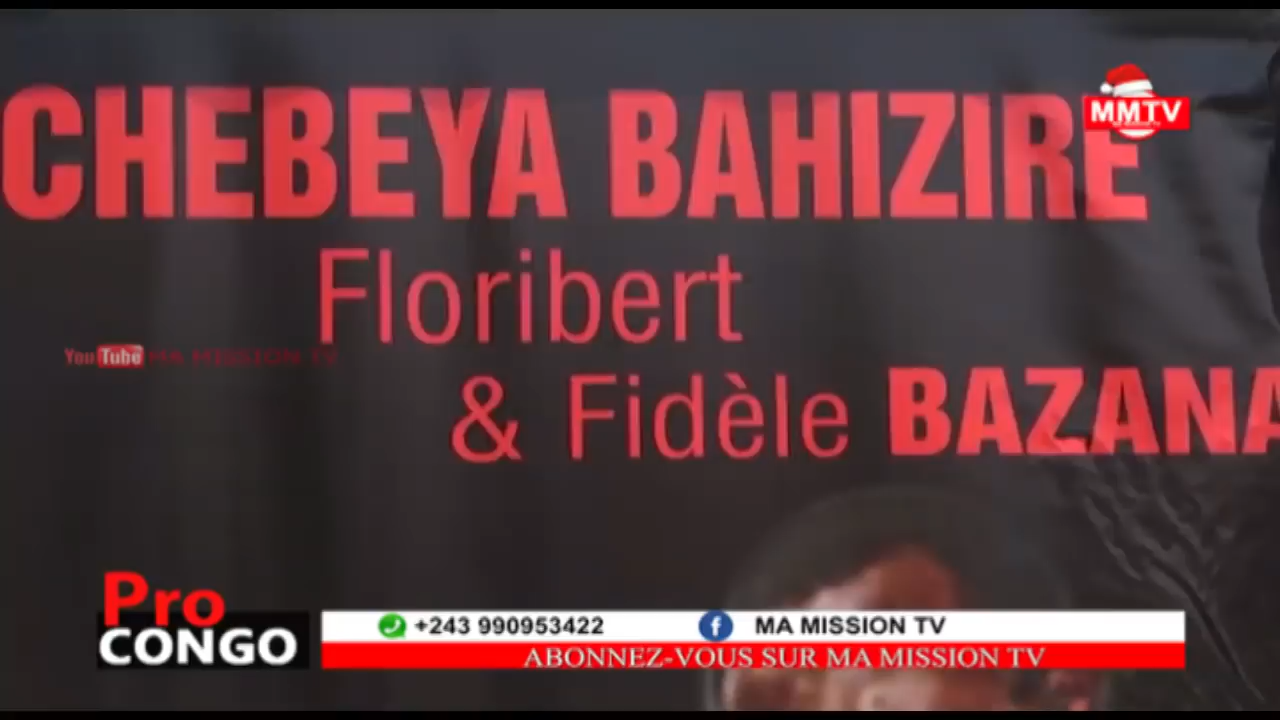 CHEBEYA BAHIZIRE
MMTV
Floribert
YouTube MA MISSION TV
& Fidèle BAZANA
Pro
CONGO
+243 990953422
MA MISSION TV
ABONNEZ-VOUS SUR MA MISSION TV